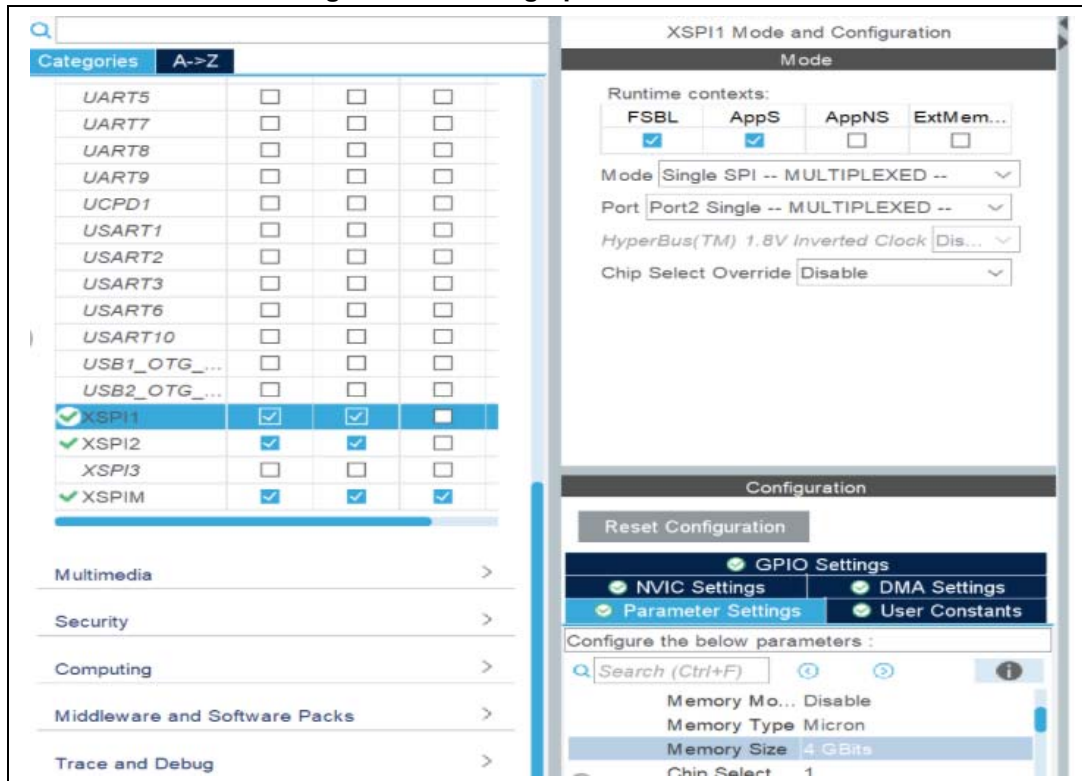 Categories
A->Z
UART5
UART7
UART8
UART9
UCPD1
USART1
USART2
USART3
USART6
USART10
USB1_OTG_...
USB2_OTG_...
XSPI1
XSPI2
XSPI3
XSPIM
Multimedia >
Security >
Computing >
Middleware and Software Packs >
Trace and Debug >
XSPI1 Mode and Configuration
Mode
Runtime contexts:
FSBL AppS AppNS ExtMem...
Mode Single SPI -- MULTIPLEXED --
Port Port2 Single -- MULTIPLEXED --
HyperBus(TM) 1.8V Inverted Clock Dis...
Chip Select Override Disable
Configuration
Reset Configuration
GPIO Settings
NVIC Settings DMA Settings
Parameter Settings User Constants
Configure the below parameters :
Search (Ctrl+F)
Memory Mo... Disable
Memory Type Micron
Memory Size 4 GBits
Chip Select 1